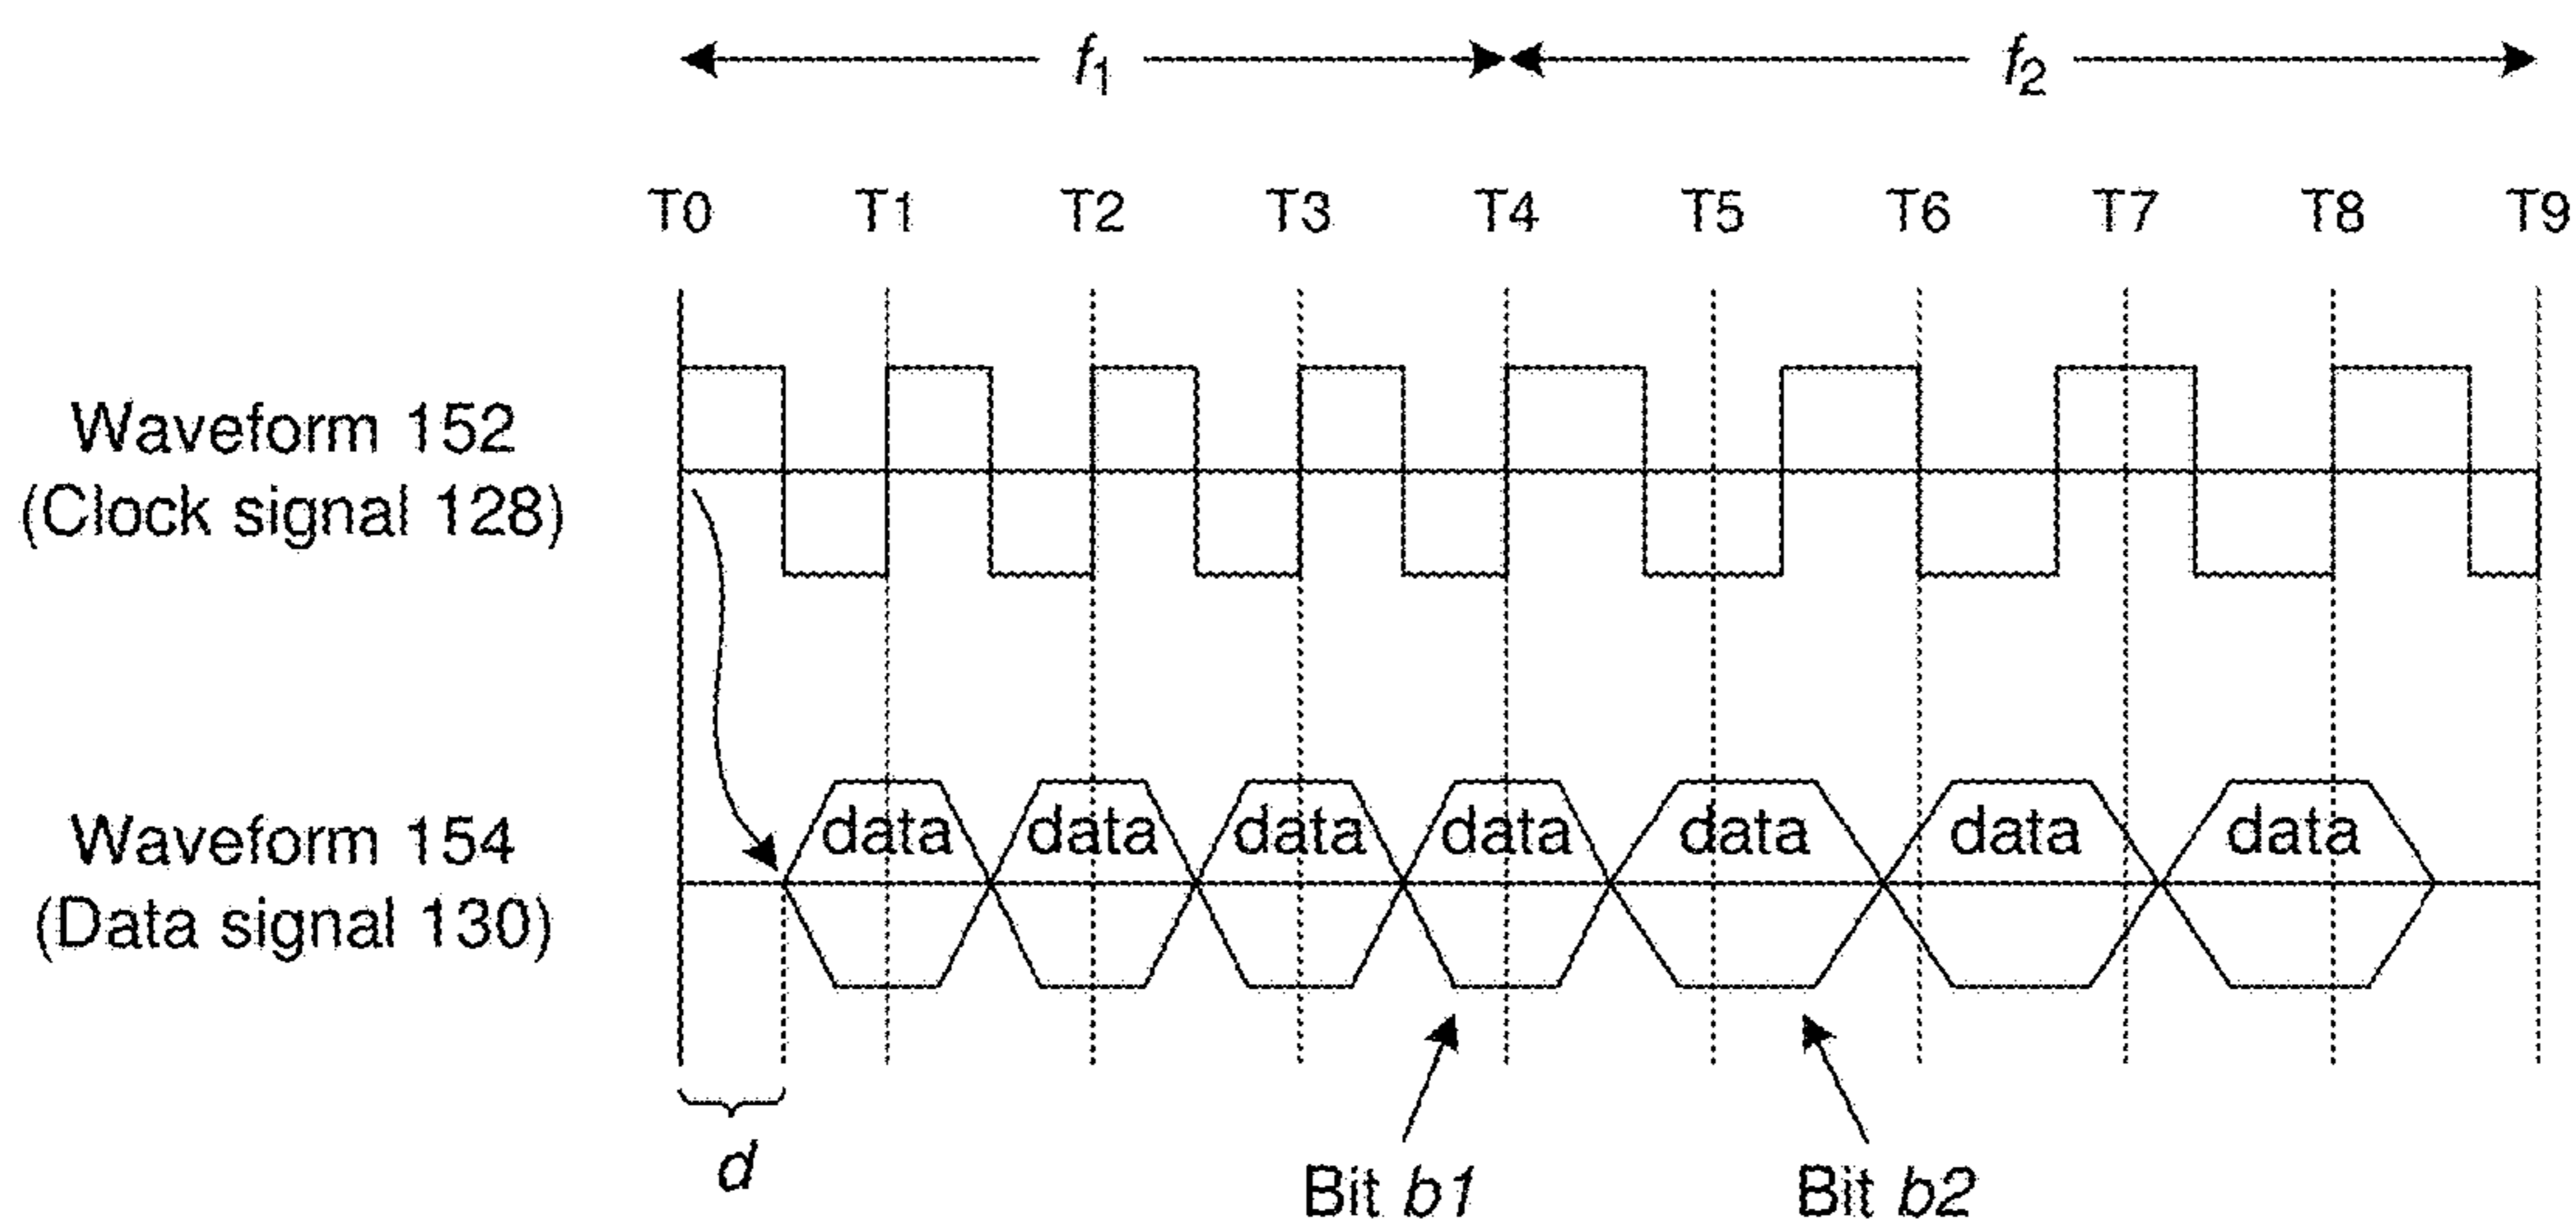 f1 f2
T0 T1 T2 T3 T4 T5 T6 T7 T8 T9
Waveform 152
(Clock signal 128)
data data data data data data data
Waveform 154
(Data signal 130)
d
Bit b1 Bit b2